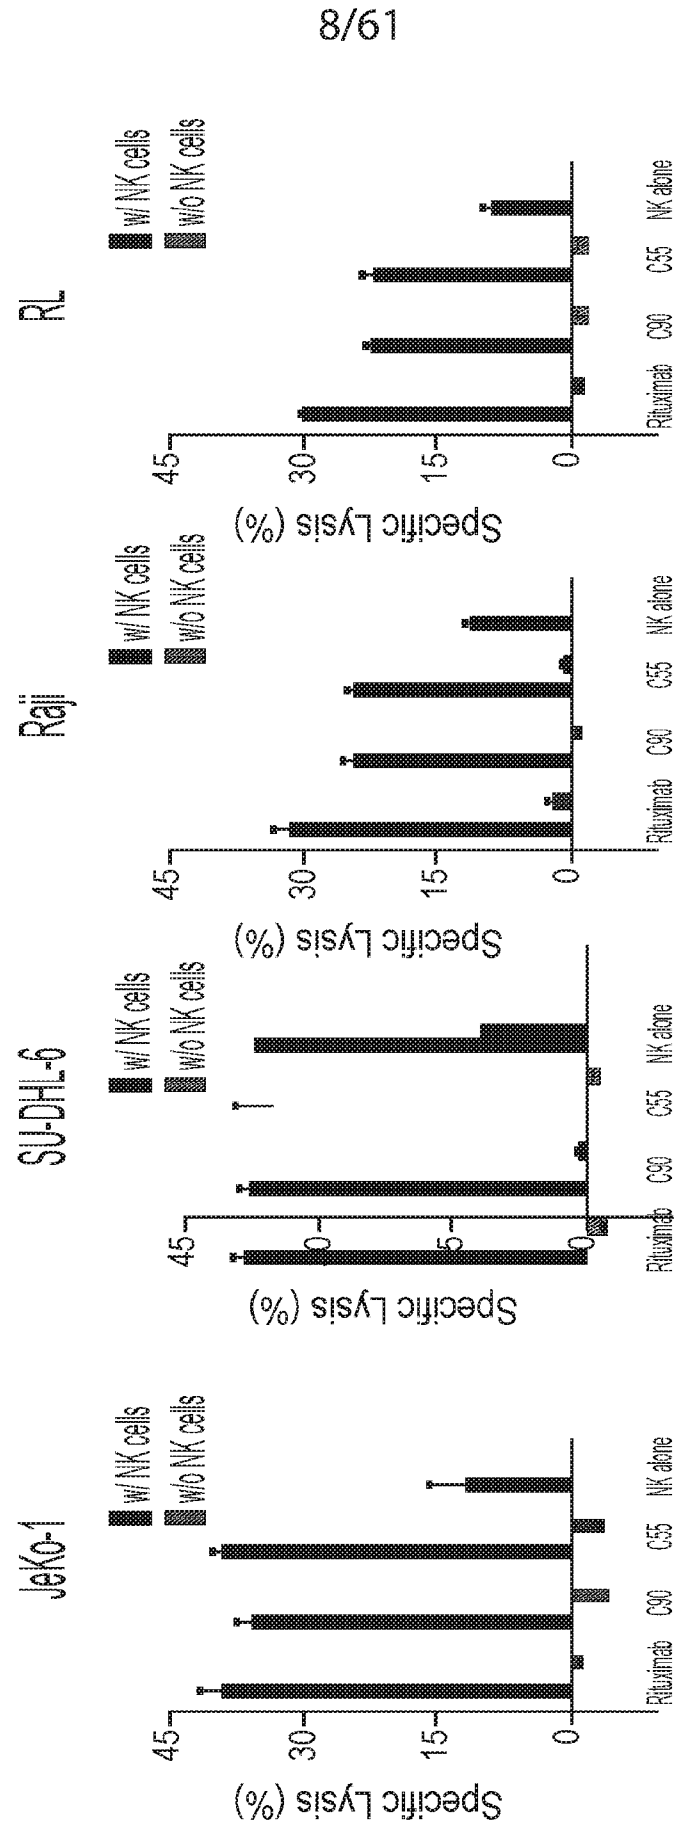 8/61
JeKo-1
w/ NK cells
w/o NK cells
Specific Lysis (%)
45
30
15
0
Rituximab
C90
C55
NK alone
SU-DHL-6
w/ NK cells
w/o NK cells
Specific Lysis (%)
45
0
5
0
Rituximab
C90
C55
NK alone
Raji
w/ NK cells
w/o NK cells
Specific Lysis (%)
45
30
15
0
Rituximab
C90
C55
NK alone
RL
w/ NK cells
w/o NK cells
Specific Lysis (%)
45
30
15
0
Rituximab
C90
C55
NK alone